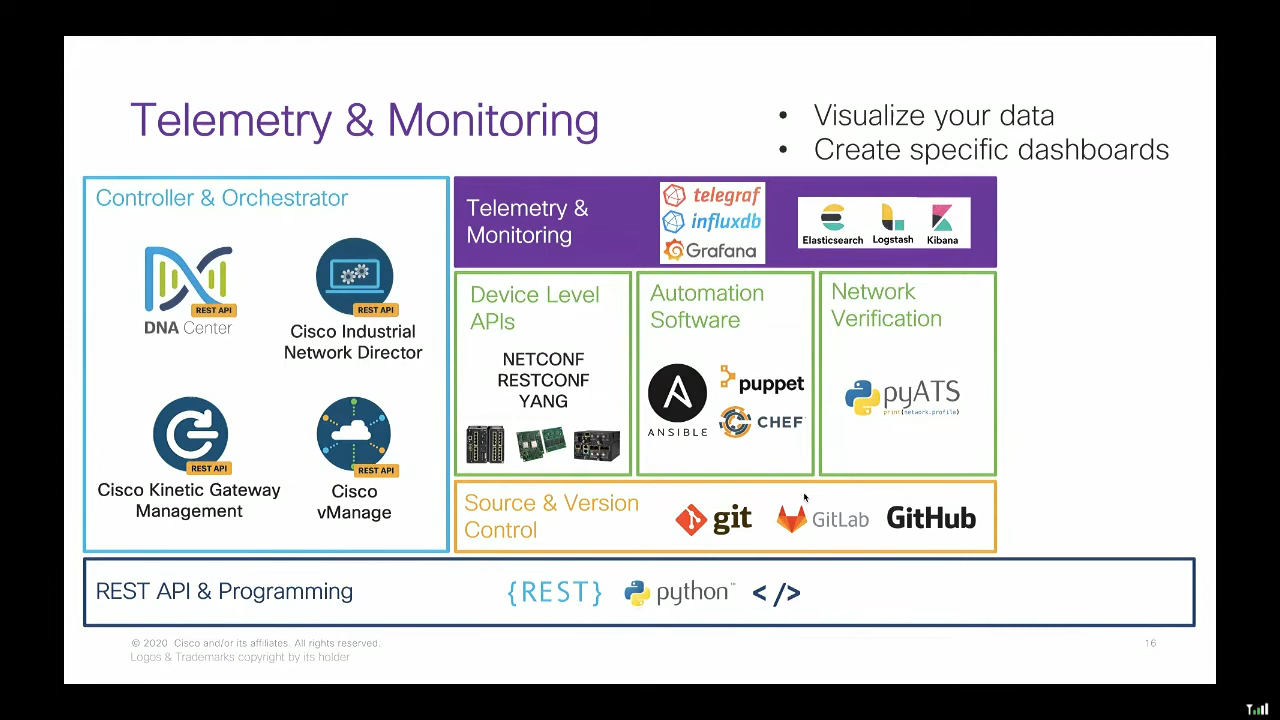 Telemetry & Monitoring
• Visualize your data
• Create specific dashboards
Controller & Orchestrator
REST API
DNA Center
REST API
Cisco Industrial
Network Director
REST API
Cisco Kinetic Gateway
Management
REST API
Cisco
vManage
Telemetry &
Monitoring
telegraf
influxdb
Grafana
Elasticsearch
Logstash
Kibana
Device Level
APIs
NETCONF
RESTCONF
YANG
Automation
Software
ANSIBLE
puppet
CHEF
Network
Verification
pyATS
print(network.profile)
Source & Version
Control
git
GitLab
GitHub
REST API & Programming
{REST}
python™
</>
© 2020 Cisco and/or its affiliates. All rights reserved.
Logos & Trademarks copyright by its holder
16